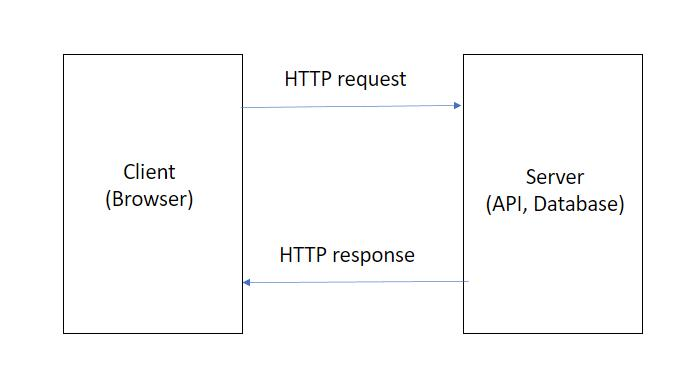 HTTP request
Client
(Browser)
Server
(API, Database)
HTTP response